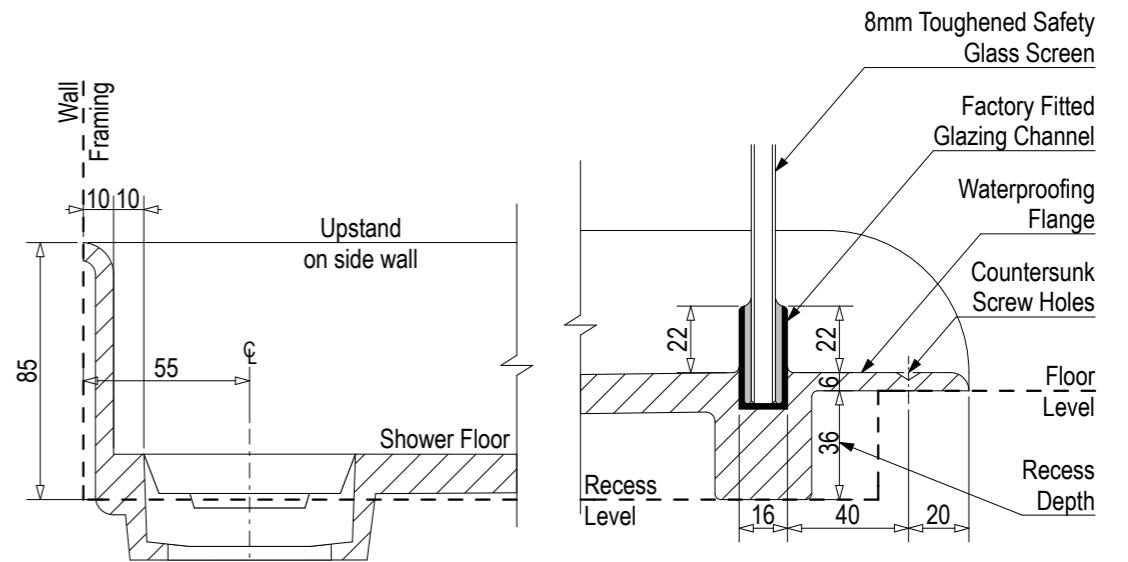 Wall
Framing
10
10
Upstand
on side wall
85
55
℄
Shower Floor
8mm Toughened Safety
Glass Screen
Factory Fitted
Glazing Channel
Waterproofing
Flange
Countersunk
Screw Holes
22
22
6
Floor
Level
36
Recess
Level
Recess
Depth
16
40
20